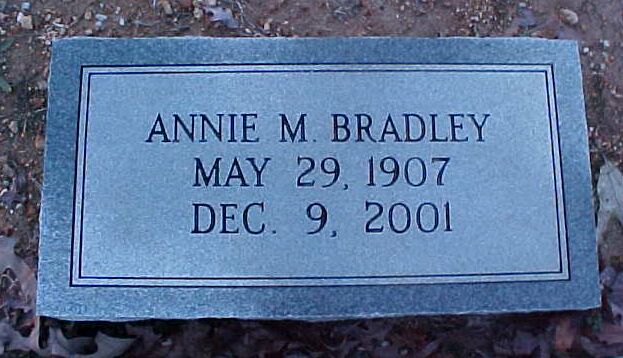 ANNIE M. BRADLEY
MAY 29, 1907
DEC. 9, 2001